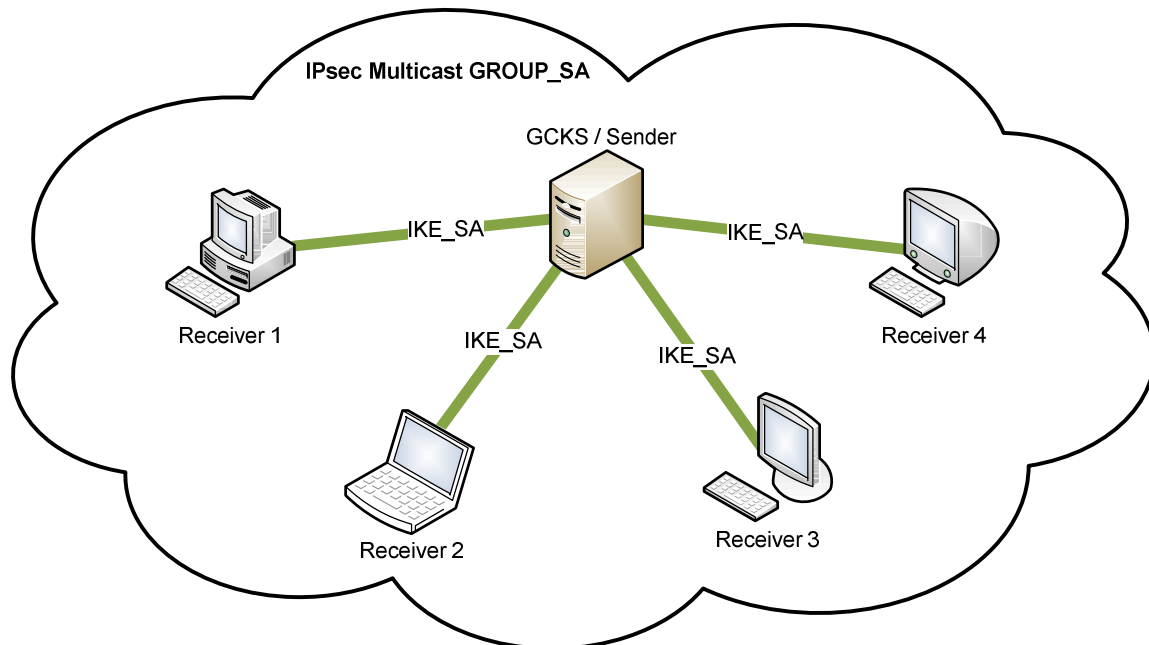 IPsec Multicast GROUP_SA
GCKS / Sender
IKE_SA
IKE_SA
Receiver 1
Receiver 4
IKE_SA
IKE_SA
Receiver 2
Receiver 3